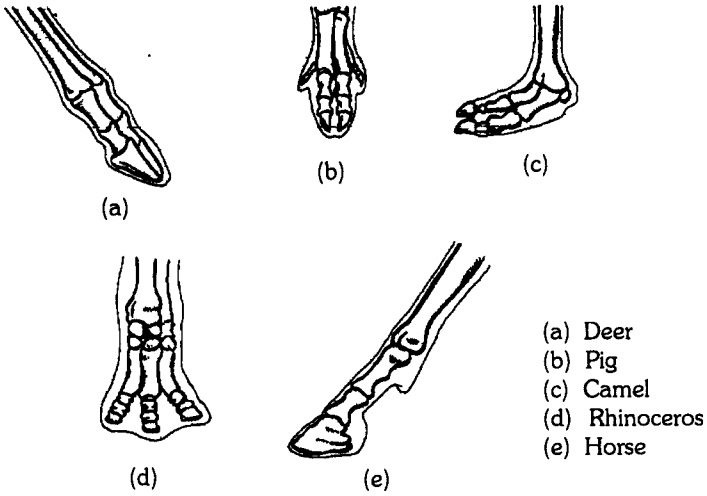 (a)
(b)
(c)
(d)
(e)
(a) Deer
(b) Pig
(c) Camel
(d) Rhinoceros
(e) Horse